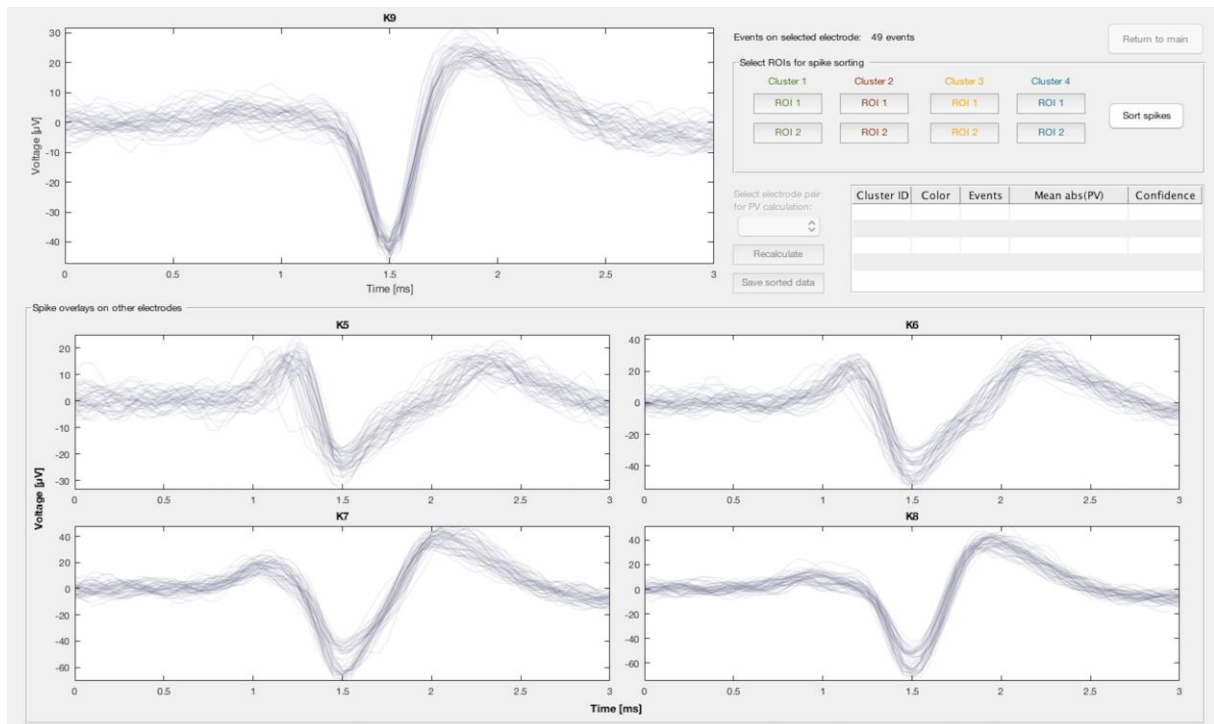 K9
30
20
10
0
-10
-20
-30
-40
Voltage [µV]
0 0.5 1 1.5 2 2.5 3
Time [ms]
Events on selected electrode: 49 events
Return to main
Select ROIs for spike sorting
Cluster 1 Cluster 2 Cluster 3 Cluster 4
ROI 1 ROI 1 ROI 1 ROI 1
Sort spikes
ROI 2 ROI 2 ROI 2 ROI 2
Select electrode pair
for PV calculation:
Recalculate
Save sorted data
Cluster ID Color Events Mean abs(PV) Confidence
Spike overlays on other electrodes
K5
20
10
0
-10
-20
-30
0 0.5 1 1.5 2 2.5 3
K6
40
20
0
-20
-40
0 0.5 1 1.5 2 2.5 3
Voltage [µV]
K7
40
20
0
-20
-40
-60
0 0.5 1 1.5 2 2.5 3
K8
40
20
0
-20
-40
-60
0 0.5 1 1.5 2 2.5 3
Time [ms]